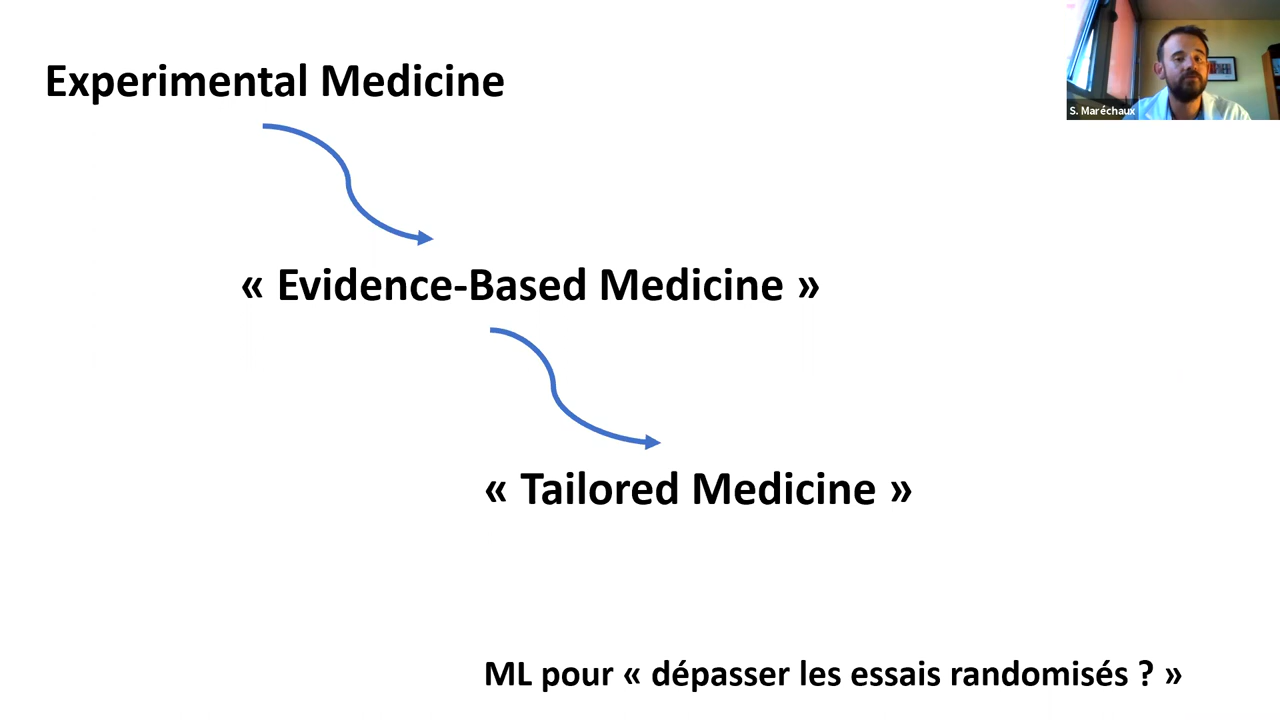 Experimental Medicine
S. Maréchaux
« Evidence-Based Medicine »
« Tailored Medicine »
ML pour « dépasser les essais randomisés ? »